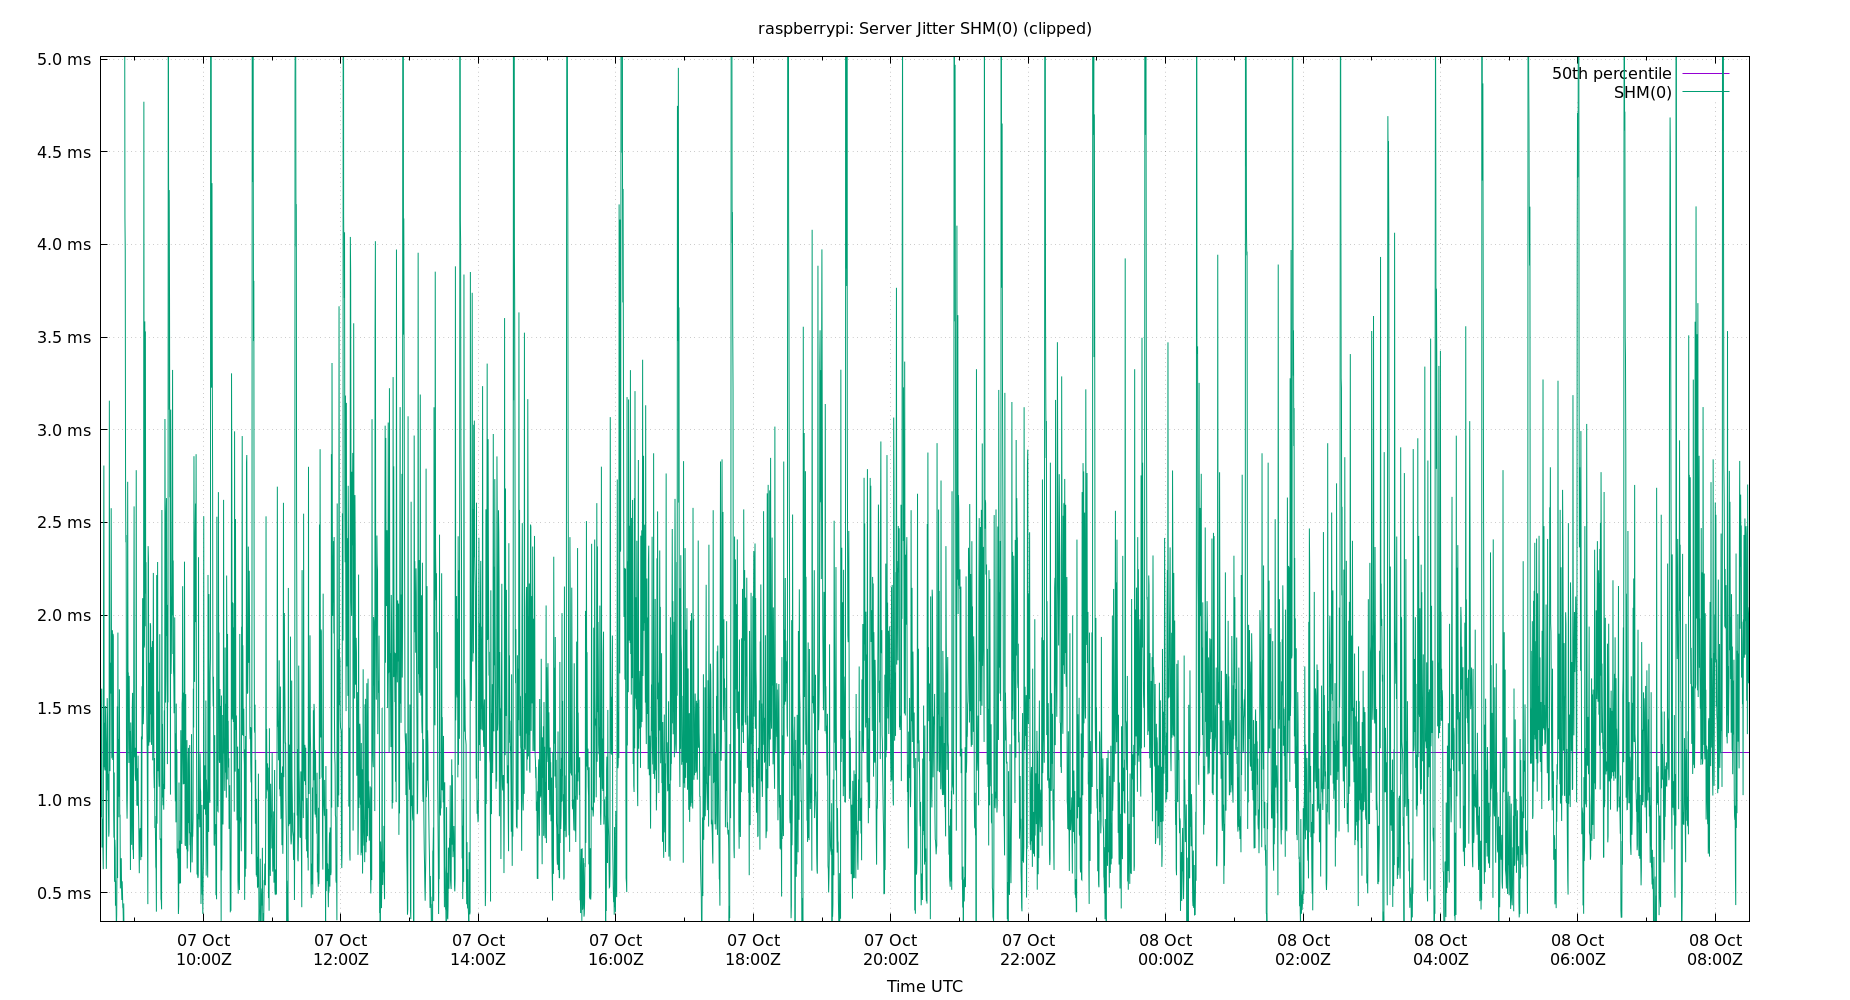 raspberrypi: Server Jitter SHM(0) (clipped)
5.0 ms
50th percentile
SHM(0)
4.5 ms
4.0 ms
3.5 ms
3.0 ms
2.5 ms
2.0 ms
1.5 ms
1.0 ms
0.5 ms
07 Oct 07 Oct 07 Oct 07 Oct 07 Oct 07 Oct 07 Oct 08 Oct 08 Oct 08 Oct 08 Oct 08 Oct
10:00Z 12:00Z 14:00Z 16:00Z 18:00Z 20:00Z 22:00Z 00:00Z 02:00Z 04:00Z 06:00Z 08:00Z
Time UTC